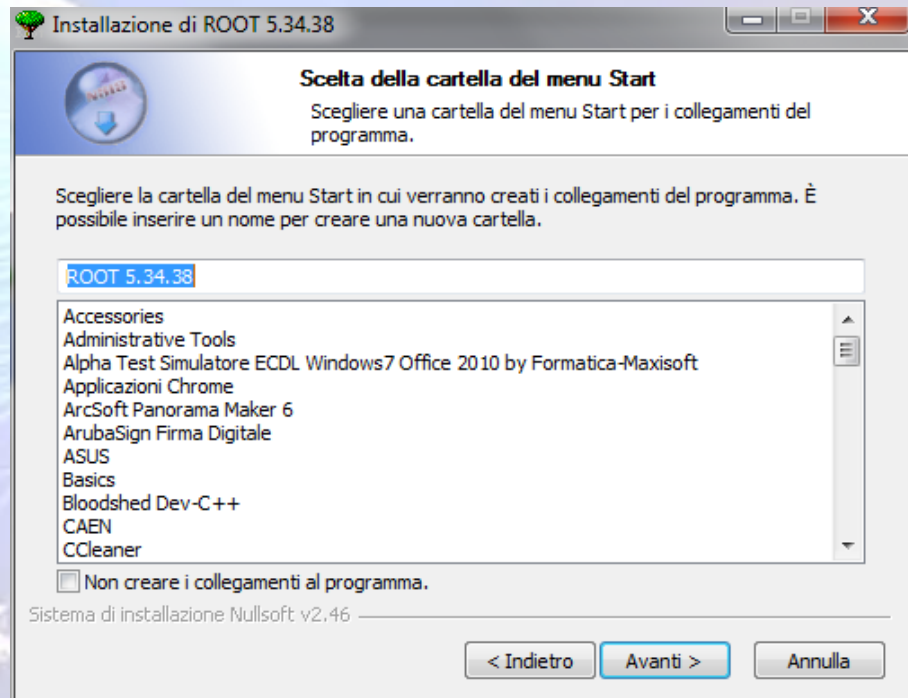 Installazione di ROOT 5.34.38
Scelta della cartella del menu Start
Scegliere una cartella del menu Start per i collegamenti del
programma.
Scegliere la cartella del menu Start in cui verranno creati i collegamenti del programma. È
possibile inserire un nome per creare una nuova cartella.
ROOT 5.34.38
Accessories
Administrative Tools
Alpha Test Simulatore ECDL Windows7 Office 2010 by Formatica-Maxisoft
Applicazioni Chrome
ArcSoft Panorama Maker 6
ArubaSign Firma Digitale
ASUS
Basics
Bloodshed Dev-C++
CAEN
CCleaner
Non creare i collegamenti al programma.
Sistema di installazione Nullsoft v2.46
< Indietro
Avanti >
Annulla